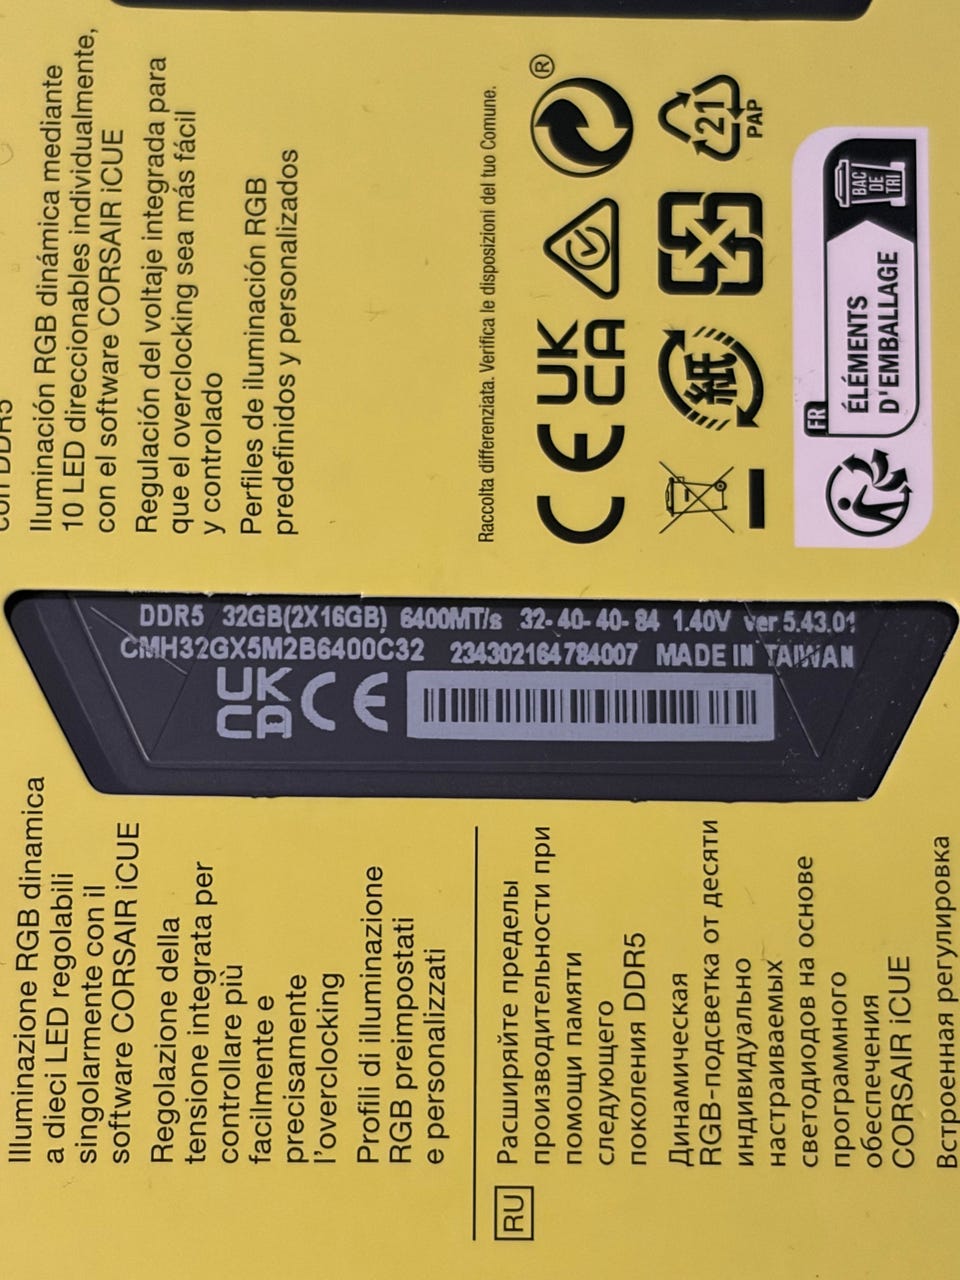 con DDR5
Iluminación RGB dinámica mediante
10 LED direccionables individualmente,
con el software CORSAIR iCUE
Regulación del voltaje integrada para
que el overclocking sea más fácil
y controlado
Perfiles de iluminación RGB
predefinidos y personalizados
Raccolta differenziata. Verifica le disposizioni del tuo Comune.
CE UK CA ®
紙
21
PAP
FR
ÉLÉMENTS
D'EMBALLAGE
BAC
DE
TRI
DDR5 32GB(2X16GB) 6400MT/s 32-40-40-84 1.40V ver 5.43.01
CMH32GX5M2B6400C32 234302164784007 MADE IN TAIWAN
UK
CA CE
Illuminazione RGB dinamica
a dieci LED regolabili
singolarmente con il
software CORSAIR iCUE
Regolazione della
tensione integrata per
controllare più
facilmente e
precisamente
l'overclocking
Profili di illuminazione
RGB preimpostati
e personalizzati
RU
Расширяйте пределы
производительности при
помощи памяти
следующего
поколения DDR5
Динамическая
RGB-подсветка от десяти
индивидуально
настраиваемых
светодиодов на основе
програмного
обеспечения
CORSAIR iCUE
Встроенная регулировка